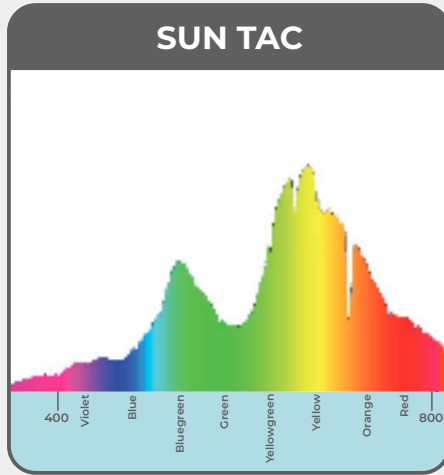 SUN TAC
400
Violet
Blue
Bluegreen
Green
Yellowgreen
Yellow
Orange
Red
800